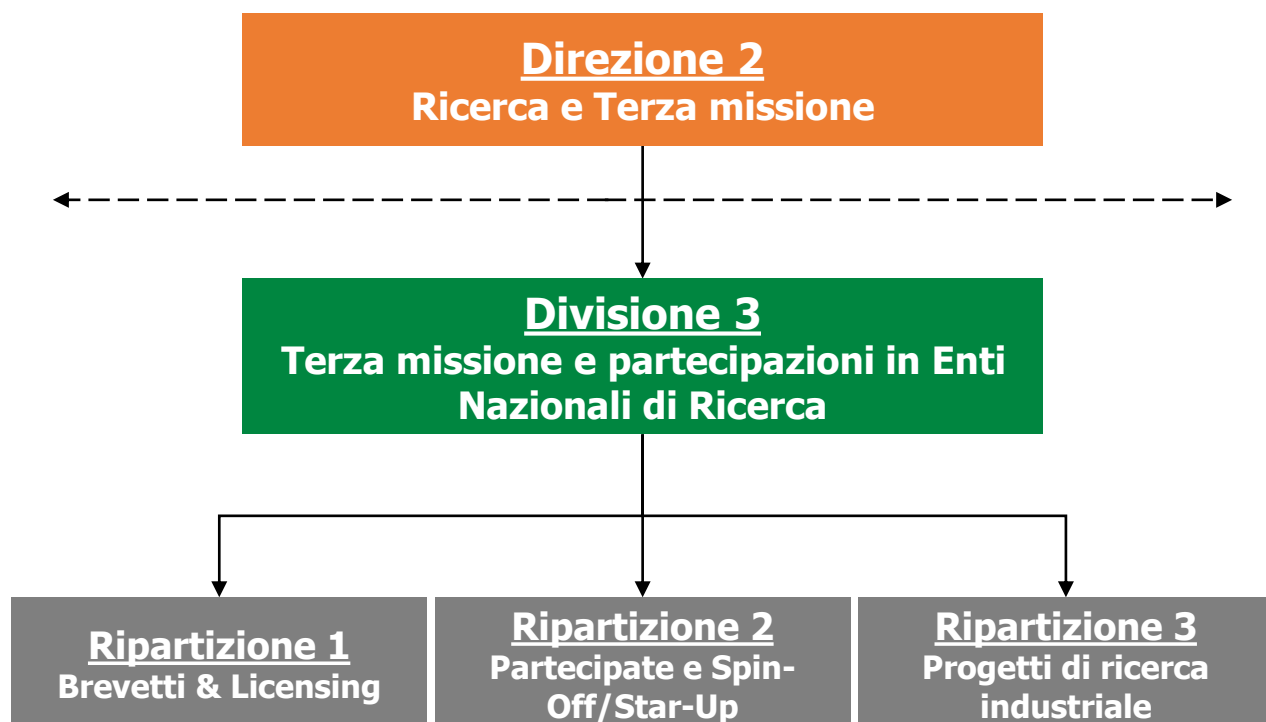 Direzione 2
Ricerca e Terza missione
Divisione 3
Terza missione e partecipazioni in Enti
Nazionali di Ricerca
Ripartizione 1
Brevetti & Licensing
Ripartizione 2
Partecipate e Spin-
Off/Star-Up
Ripartizione 3
Progetti di ricerca
industriale